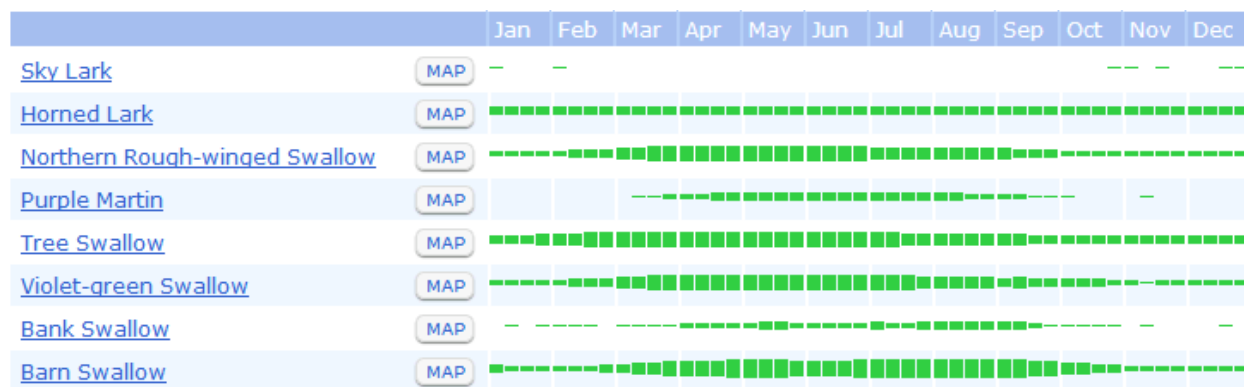 Jan Feb Mar Apr May Jun Jul Aug Sep Oct Nov Dec
Sky Lark MAP
Horned Lark MAP
Northern Rough-winged Swallow MAP
Purple Martin MAP
Tree Swallow MAP
Violet-green Swallow MAP
Bank Swallow MAP
Barn Swallow MAP